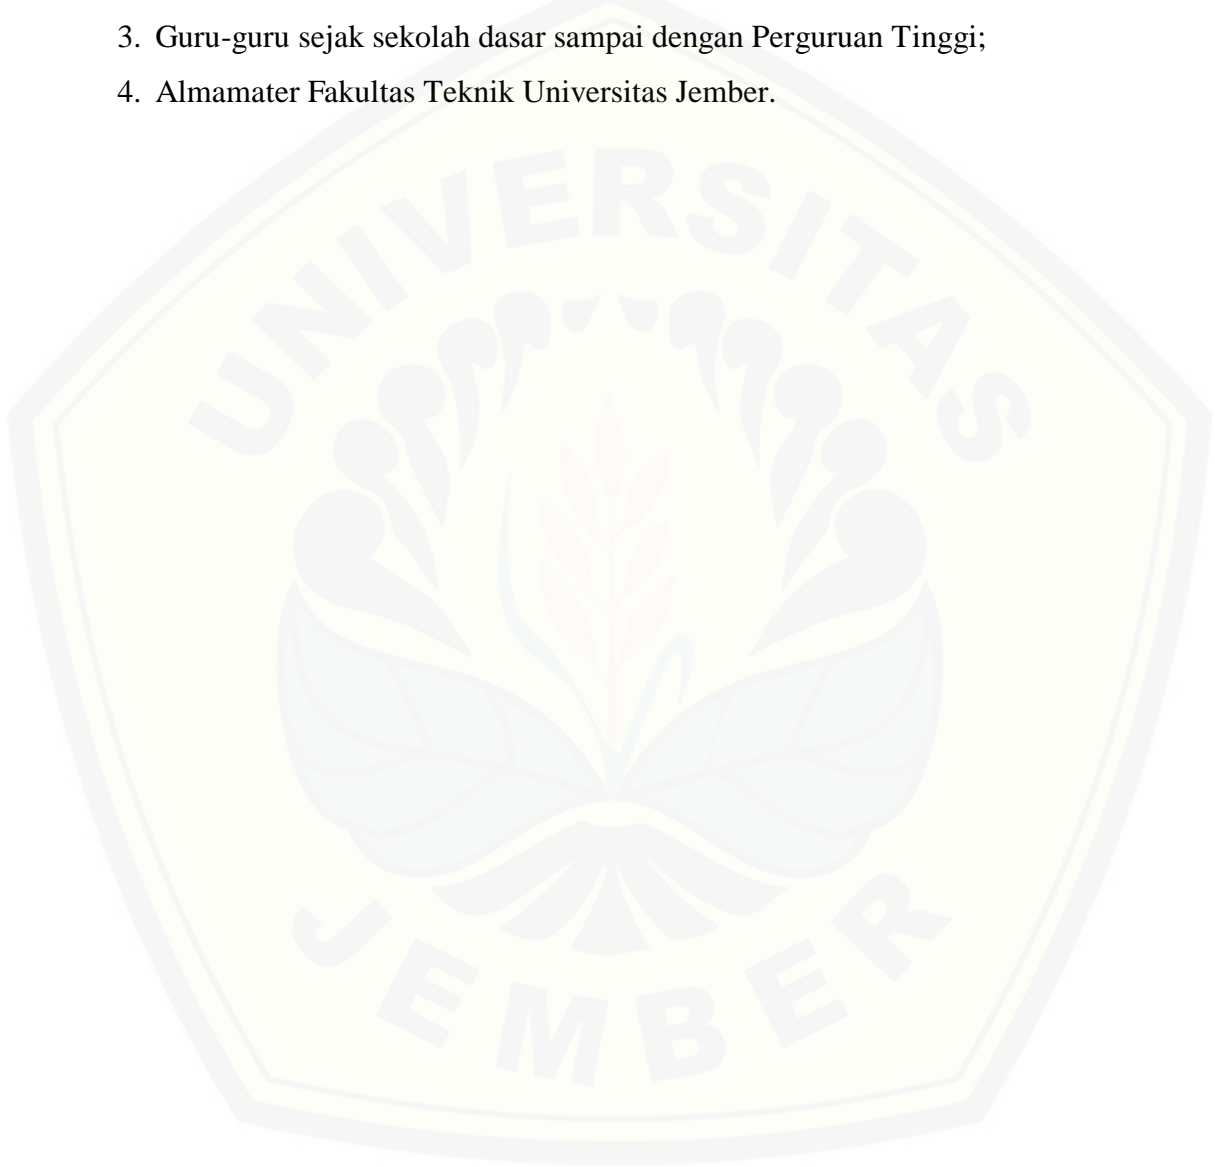 3. Guru-guru sejak sekolah dasar sampai dengan Perguruan Tinggi;
4. Almamater Fakultas Teknik Universitas Jember.
UNIVERSITAS
JEMBER